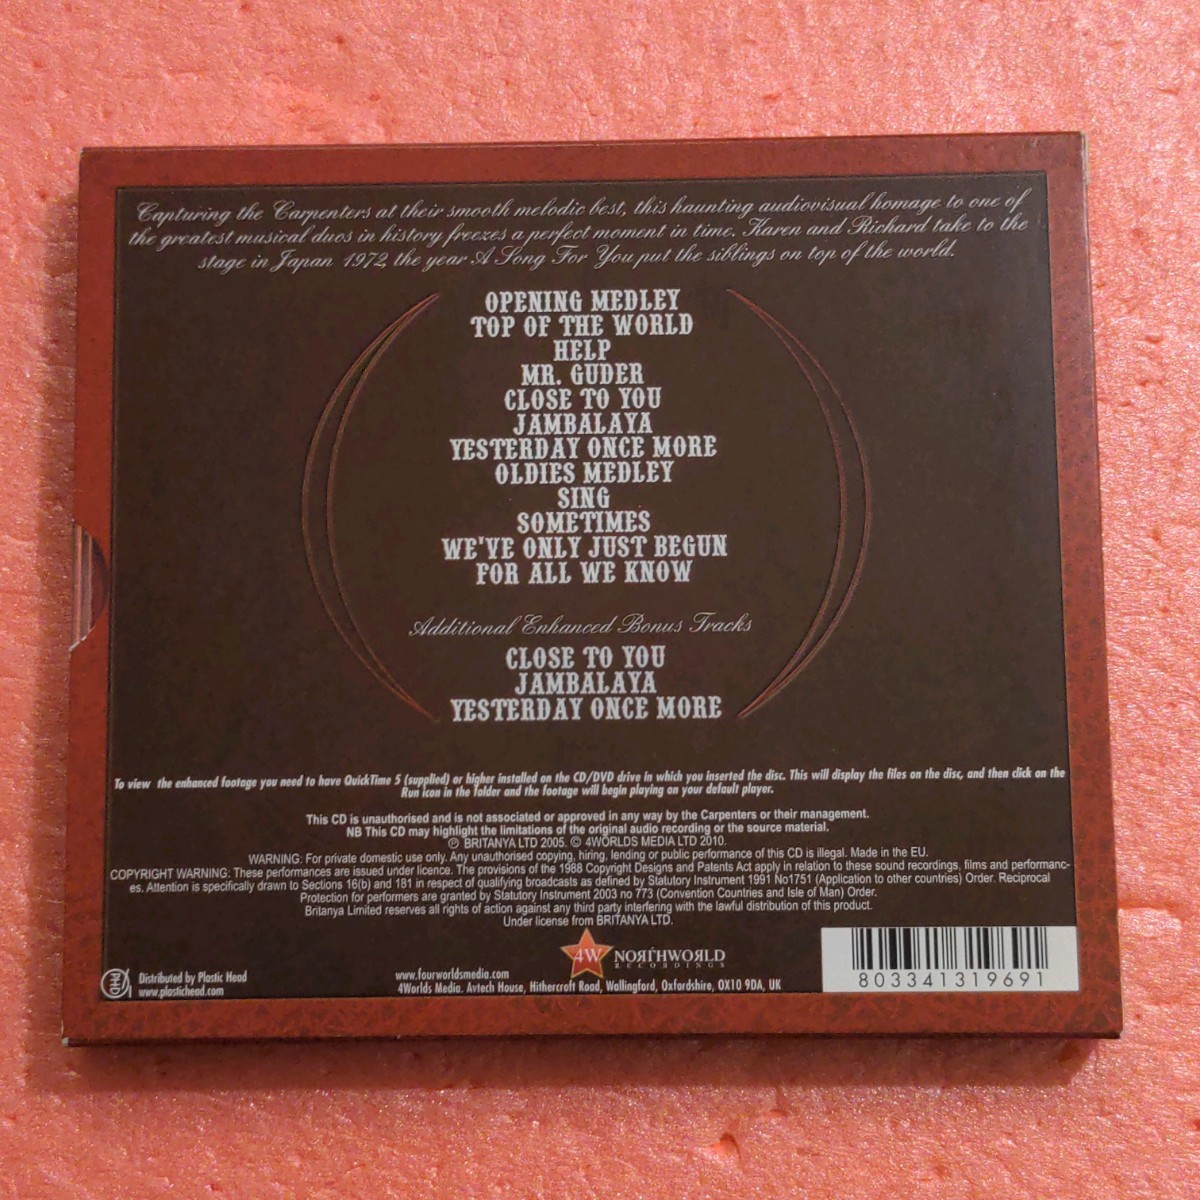 Capturing the Carpenters at their smooth melodic best, this haunting audiovisual homage to one of
the greatest musical duos in history freezes a perfect moment in time. Karen and Richard take to the
stage in Japan 1972, the year A Song For You put the siblings on top of the world.
OPENING MEDLEY
TOP OF THE WORLD
HELP
MR. GUDER
CLOSE TO YOU
JAMBALAYA
YESTERDAY ONCE MORE
OLDIES MEDLEY
SING
SOMETIMES
WE'VE ONLY JUST BEGUN
FOR ALL WE KNOW
Additional Enhanced Bonus Tracks
CLOSE TO YOU
JAMBALAYA
YESTERDAY ONCE MORE
To view the enhanced footage you need to have QuickTime 5 (supplied) or higher installed on the CD/DVD drive in which you inserted the disc. This will display the files on the disc, and then click on the
Run icon in the folder and the footage will begin playing on your default player.
This CD is unauthorised and is not associated or approved in any way by the Carpenters or their management.
NB This CD may highlight the limitations of the original audio recording or the source material.
℗ BRITANYA LTD 2005. © 4WORLDS MEDIA LTD 2010.
WARNING: For private domestic use only. Any unauthorised copying, hiring, lending or public performance of this CD is illegal. Made in the EU.
COPYRIGHT WARNING: These performances are issued under licence. The provisions of the 1988 Copyright Designs and Patents Act apply in relation to these sound recordings, films and performanc-
es. Attention is specifically drawn to Sections 16(b) and 181 in respect of qualifying broadcasts as defined by Statutory Instrument 1991 No1751 (Application to other countries) Order. Reciprocal
Protection for performers are granted by Statutory Instrument 2003 no 773 (Convention Countries and Isle of Man) Order.
Britanya Limited reserves all rights of action against any third party interfering with the lawful distribution of this product.
Under license from BRITANYA LTD.
PHD
Distributed by Plastic Head
www.plastichead.com
4W NORTHWORLD
RECORDINGS
www.fourworldsmedia.com
4Worlds Media. Avtech House, Hithercroft Road, Wallingford, Oxfordshire, OX10 9DA, UK
803341319691